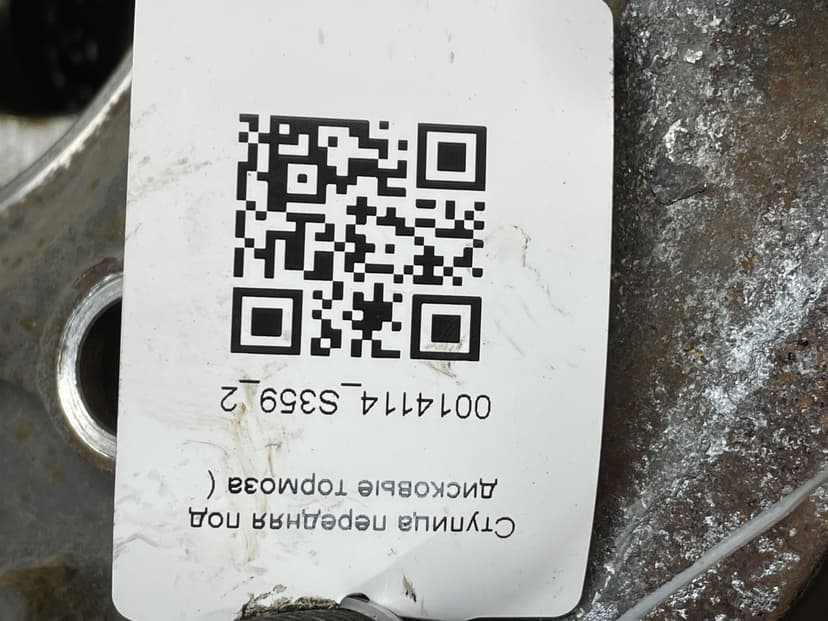 Ступица передняя под
дисковые тормоза (
0014114_S359_2